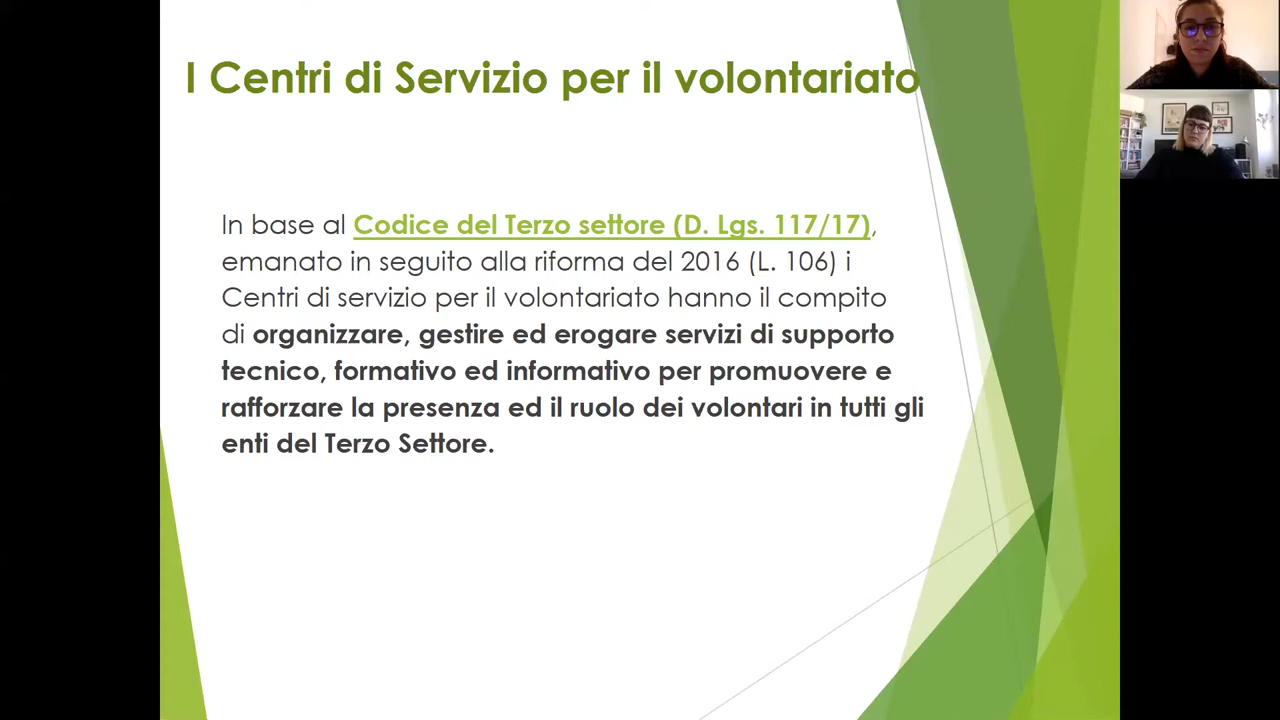 I Centri di Servizio per il volontariato
In base al Codice del Terzo settore (D. Lgs. 117/17),
emanato in seguito alla riforma del 2016 (L. 106) i
Centri di servizio per il volontariato hanno il compito
di organizzare, gestire ed erogare servizi di supporto
tecnico, formativo ed informativo per promuovere e
rafforzare la presenza ed il ruolo dei volontari in tutti gli
enti del Terzo Settore.